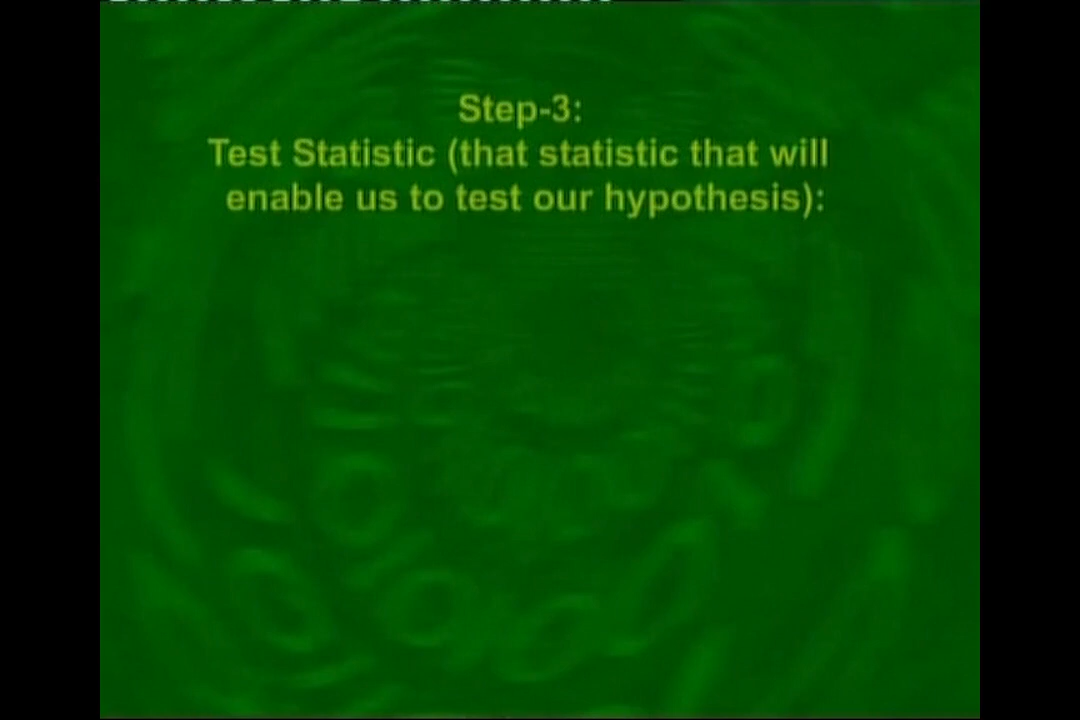 Step-3:
Test Statistic (that statistic that will
enable us to test our hypothesis):